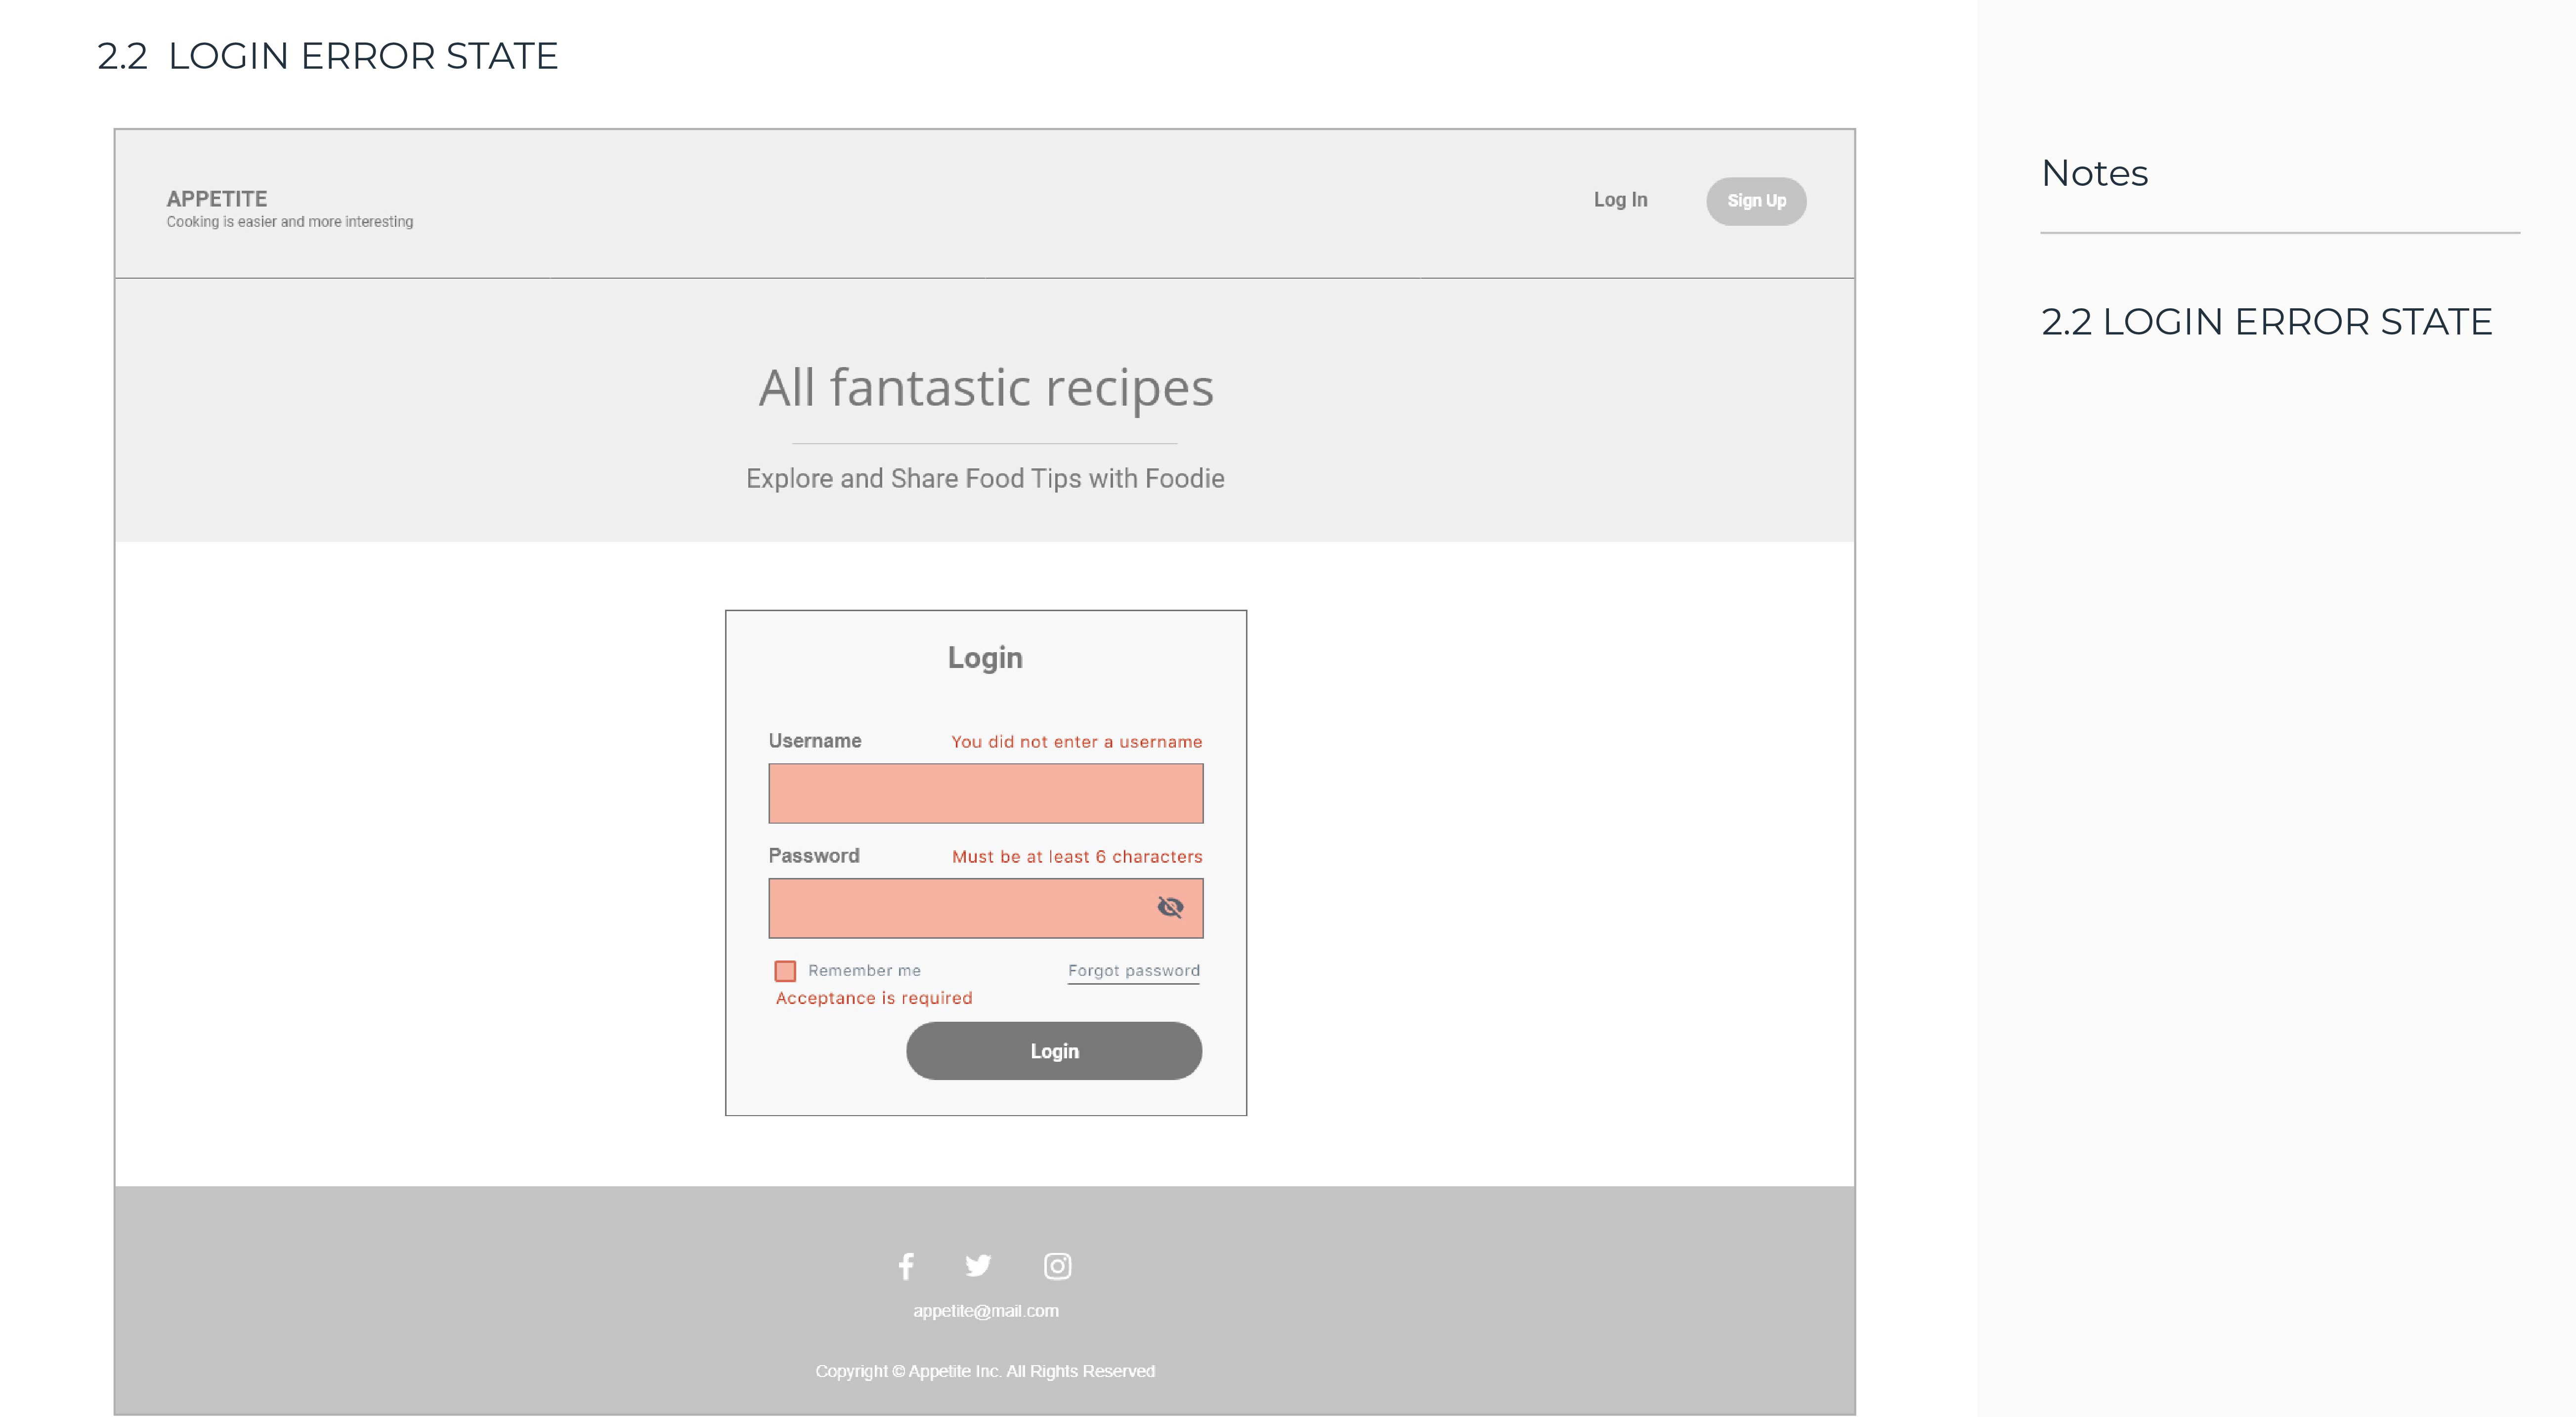 2.2 LOGIN ERROR STATE
APPETITE
Cooking is easier and more interesting
Log In
Sign Up
All fantastic recipes
Explore and Share Food Tips with Foodie
Login
Username
You did not enter a username
Password
Must be at least 6 characters
Remember me
Forgot password
Acceptance is required
Login
appetite@mail.com
Copyright © Appetite Inc. All Rights Reserved
Notes
2.2 LOGIN ERROR STATE